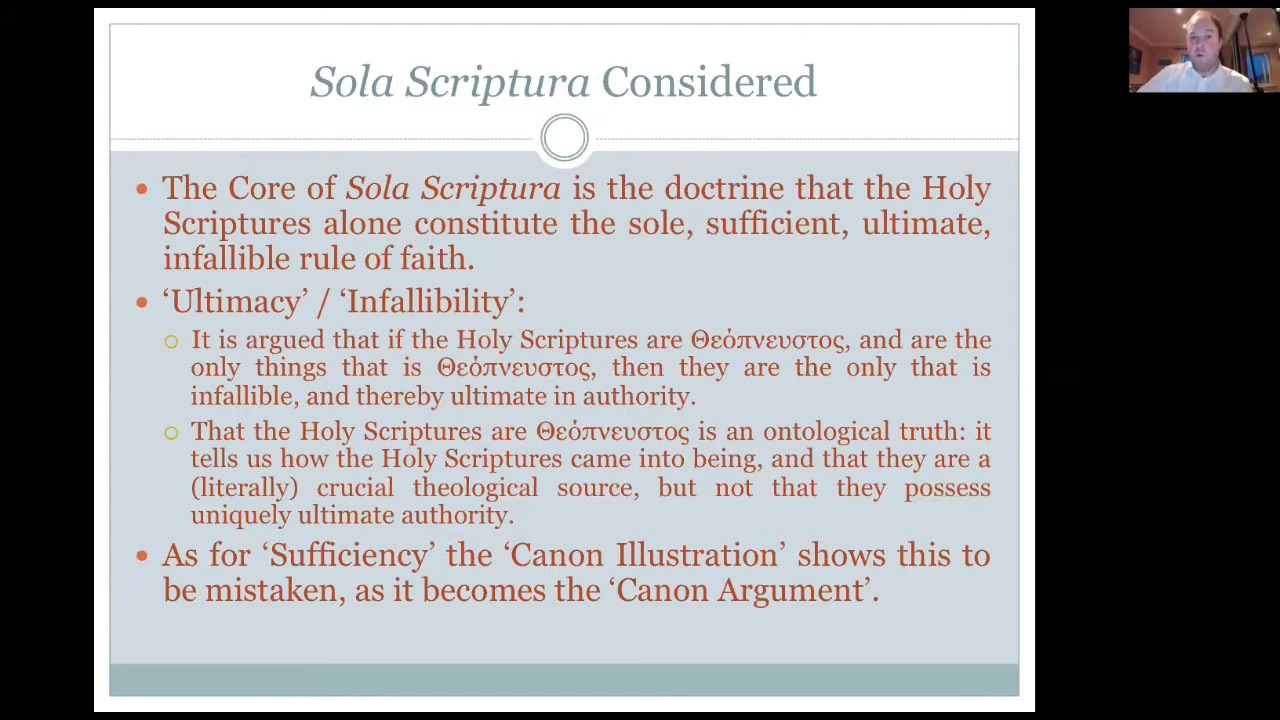 Sola Scriptura Considered
• The Core of Sola Scriptura is the doctrine that the Holy
Scriptures alone constitute the sole, sufficient, ultimate,
infallible rule of faith.
• ‘Ultimacy’ / ‘Infallibility’:
o It is argued that if the Holy Scriptures are Θεόπνευστος, and are the
only things that is Θεόπνευστος, then they are the only that is
infallible, and thereby ultimate in authority.
o That the Holy Scriptures are Θεόπνευστος is an ontological truth: it
tells us how the Holy Scriptures came into being, and that they are a
(literally) crucial theological source, but not that they possess
uniquely ultimate authority.
• As for ‘Sufficiency’ the ‘Canon Illustration’ shows this to
be mistaken, as it becomes the ‘Canon Argument’.